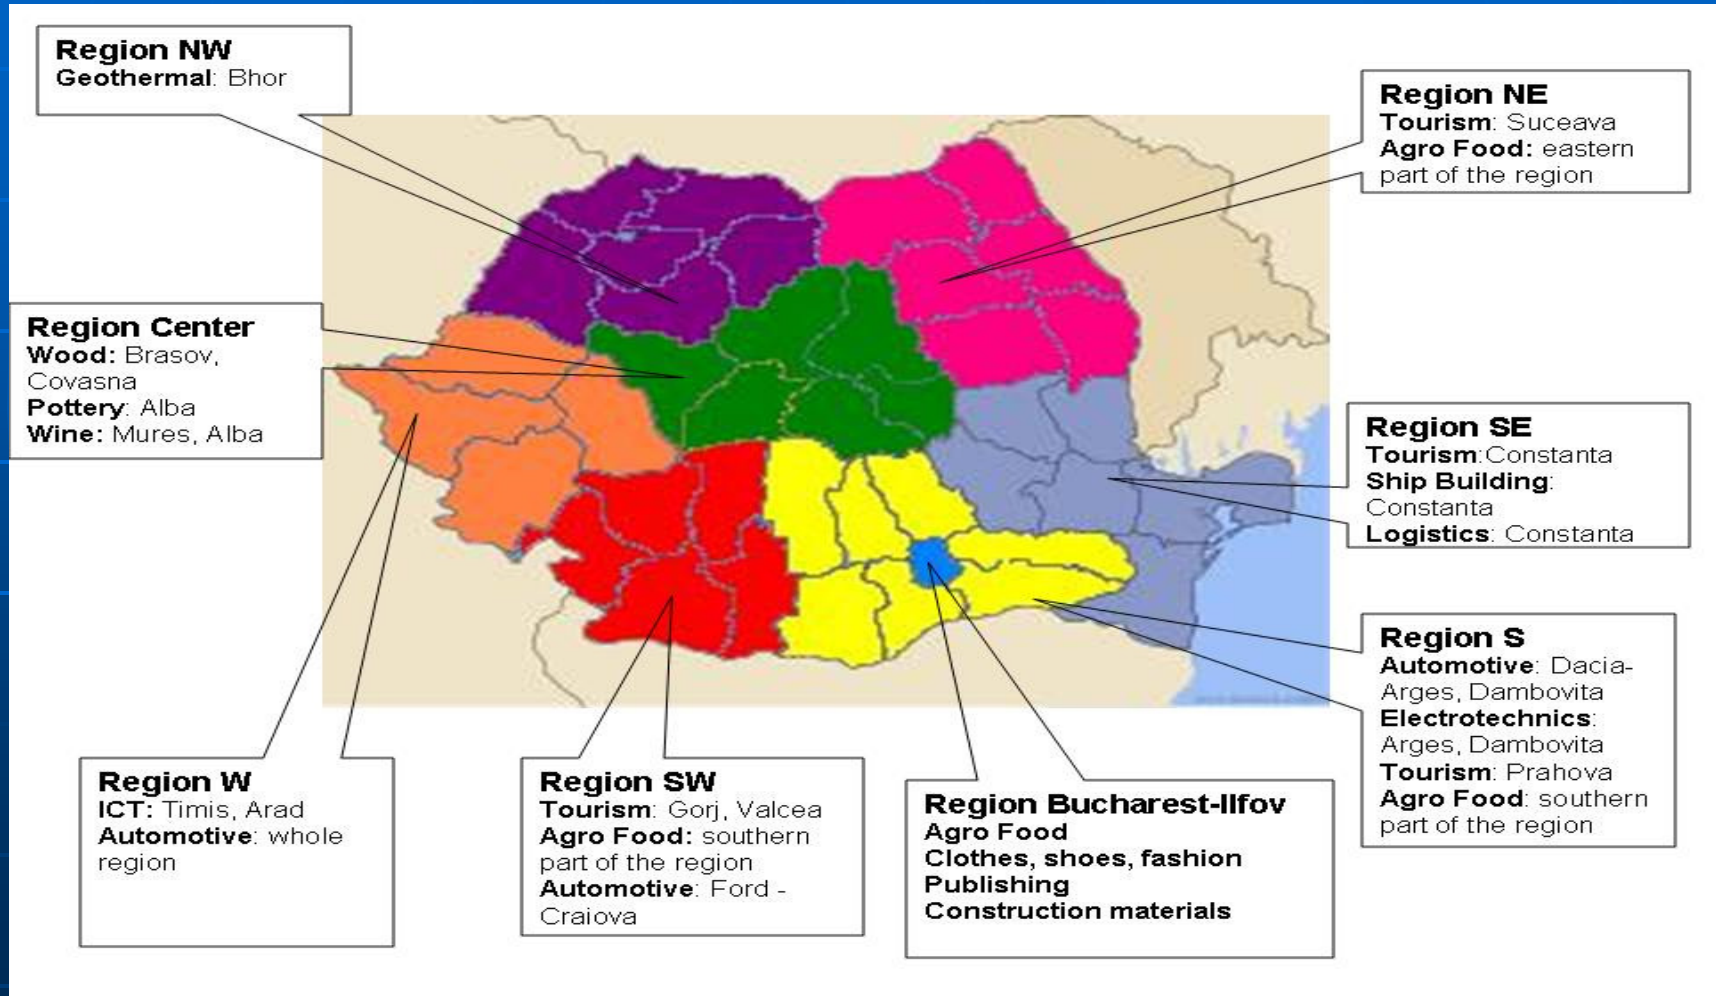 Region NW
Geothermal: Bhor
Region NE
Tourism: Suceava
Agro Food: eastern
part of the region
Region Center
Wood: Brasov,
Covasna
Pottery: Alba
Wine: Mures, Alba
Region SE
Tourism:Constanta
Ship Building:
Constanta
Logistics: Constanta
Region S
Automotive: Dacia-
Arges, Dambovita
Electrotechnics:
Arges, Dambovita
Tourism: Prahova
Agro Food: southern
part of the region
Region W
ICT: Timis, Arad
Automotive: whole
region
Region SW
Tourism: Gorj, Valcea
Agro Food: southern
part of the region
Automotive: Ford -
Craiova
Region Bucharest-Ilfov
Agro Food
Clothes, shoes, fashion
Publishing
Construction materials